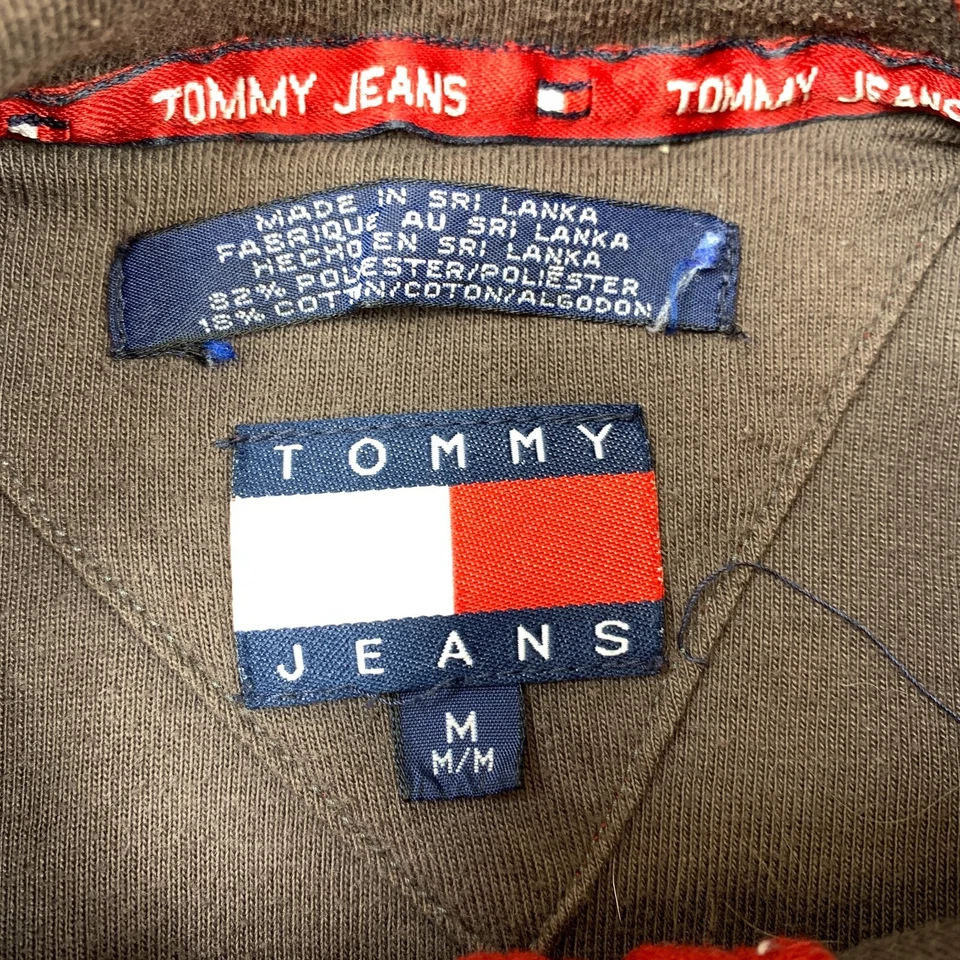 TOMMY JEANS TOMMY JEANS
MADE IN SRI LANKA
FABRIQUE AU SRI LANKA
HECHO EN SRI LANKA
82% POLYESTER/POLIESTER
18% COTTON/COTON/ALGODON
TOMMY
JEANS
M
M/M